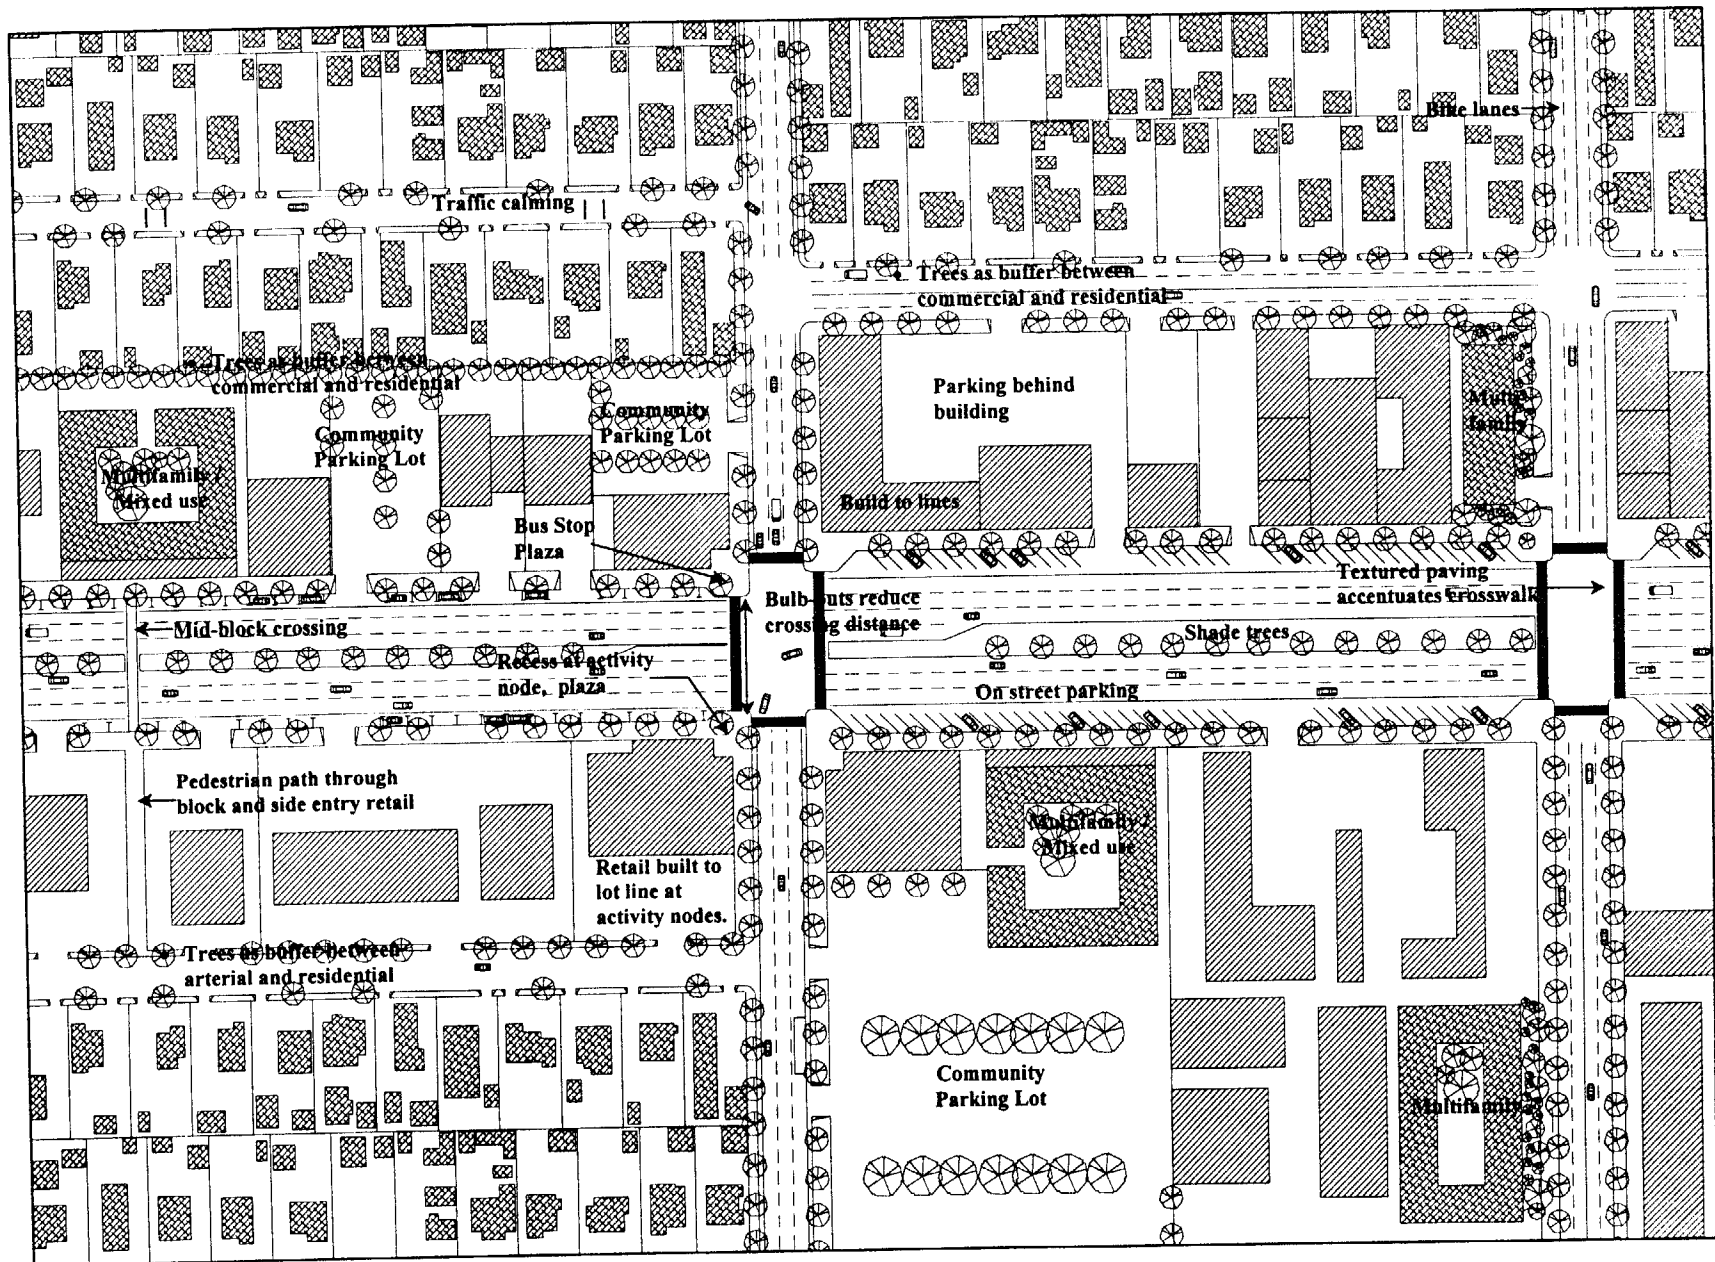 Bike lanes
Traffic calming
Trees as buffer between
commercial and residential
Trees as buffer between
commercial and residential
Parking behind
building
Multi-
family
Community
Parking Lot
Community
Parking Lot
Multifamily /
Mixed use
Build to lines
Bus Stop
Plaza
Textured paving
accentuates crosswalk
Bulb-outs reduce
crossing distance
Mid-block crossing
Shade trees
Recess at activity
node, plaza
On street parking
Pedestrian path through
block and side entry retail
Multifamily /
Mixed use
Retail built to
lot line at
activity nodes.
Trees as buffer between
arterial and residential
Community
Parking Lot
Multifamily